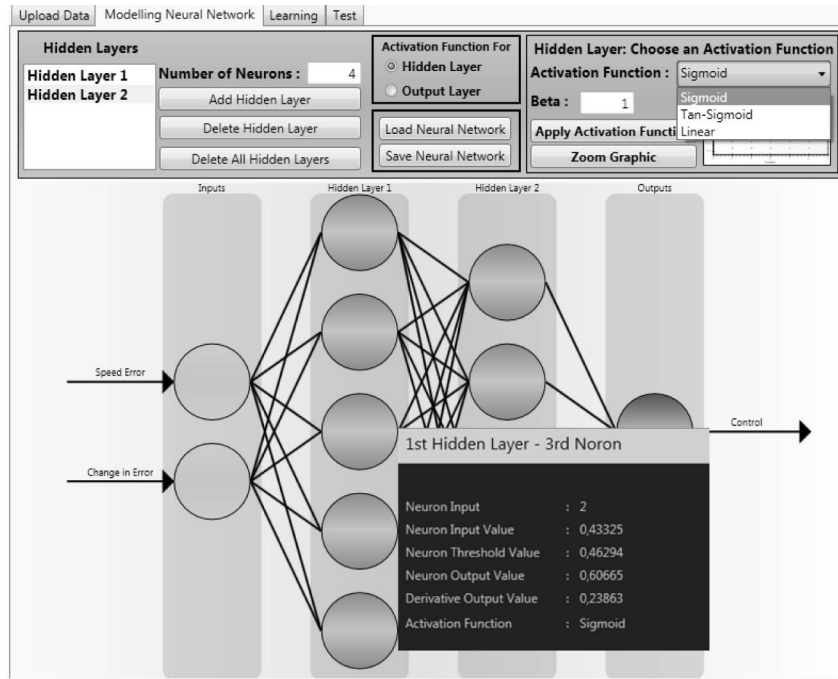 Upload Data Modelling Neural Network Learning Test
Hidden Layers
Hidden Layer 1
Hidden Layer 2
Number of Neurons : 4
Add Hidden Layer
Delete Hidden Layer
Delete All Hidden Layers
Activation Function For
Hidden Layer
Output Layer
Load Neural Network
Save Neural Network
Hidden Layer: Choose an Activation Function
Activation Function : Sigmoid
Sigmoid
Tan-Sigmoid
Linear
Beta : 1
Apply Activation Functi
Zoom Graphic
Inputs Hidden Layer 1 Hidden Layer 2 Outputs
Speed Error
Change in Error
Control
1st Hidden Layer - 3rd Noron
Neuron Input : 2
Neuron Input Value : 0,43325
Neuron Threshold Value : 0,46294
Neuron Output Value : 0,60665
Derivative Output Value : 0,23863
Activation Function : Sigmoid